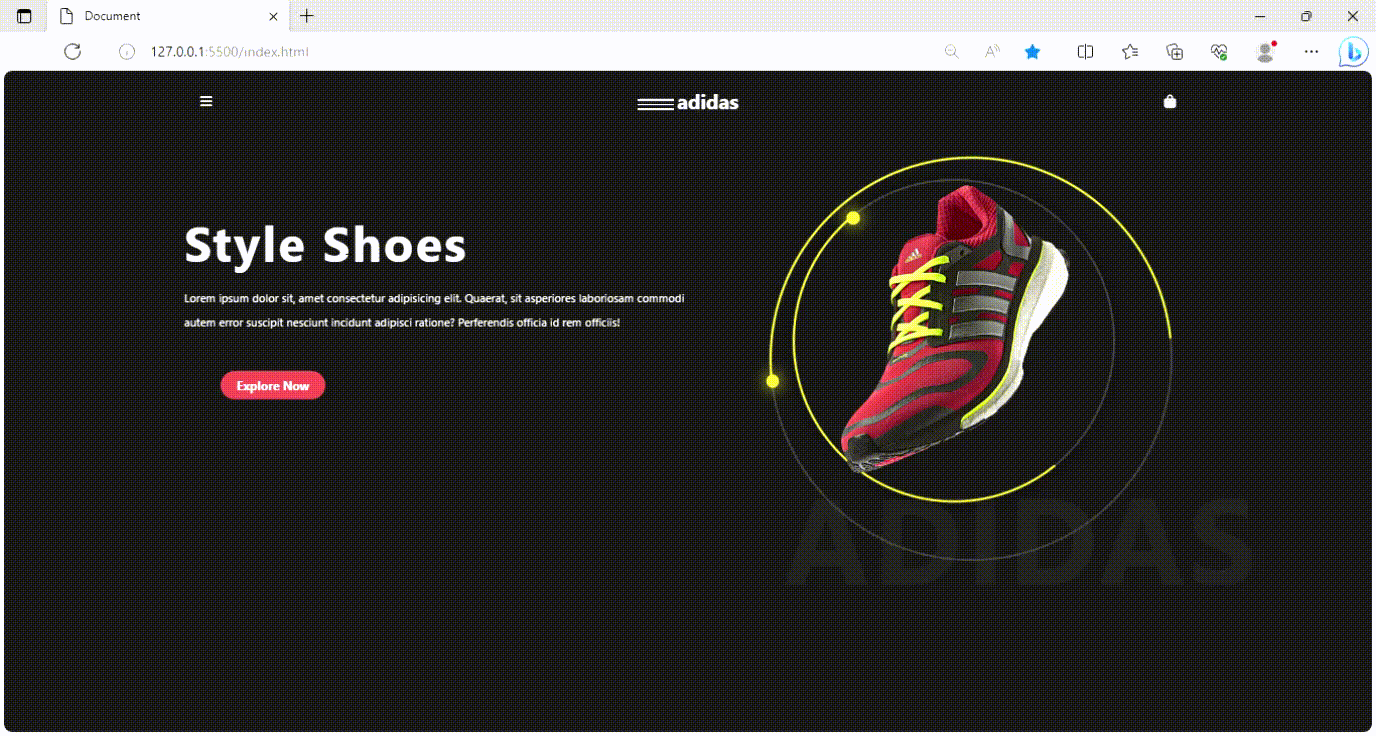 Document
127.0.0.1:5500/index.html
adidas
Style Shoes
Lorem ipsum dolor sit, amet consectetur adipisicing elit. Quaerat, sit asperiores laboriosam commodi
autem error suscipit nesciunt incidunt adipisci ratione? Perferendis officia id rem officiis!
Explore Now
ADIDAS